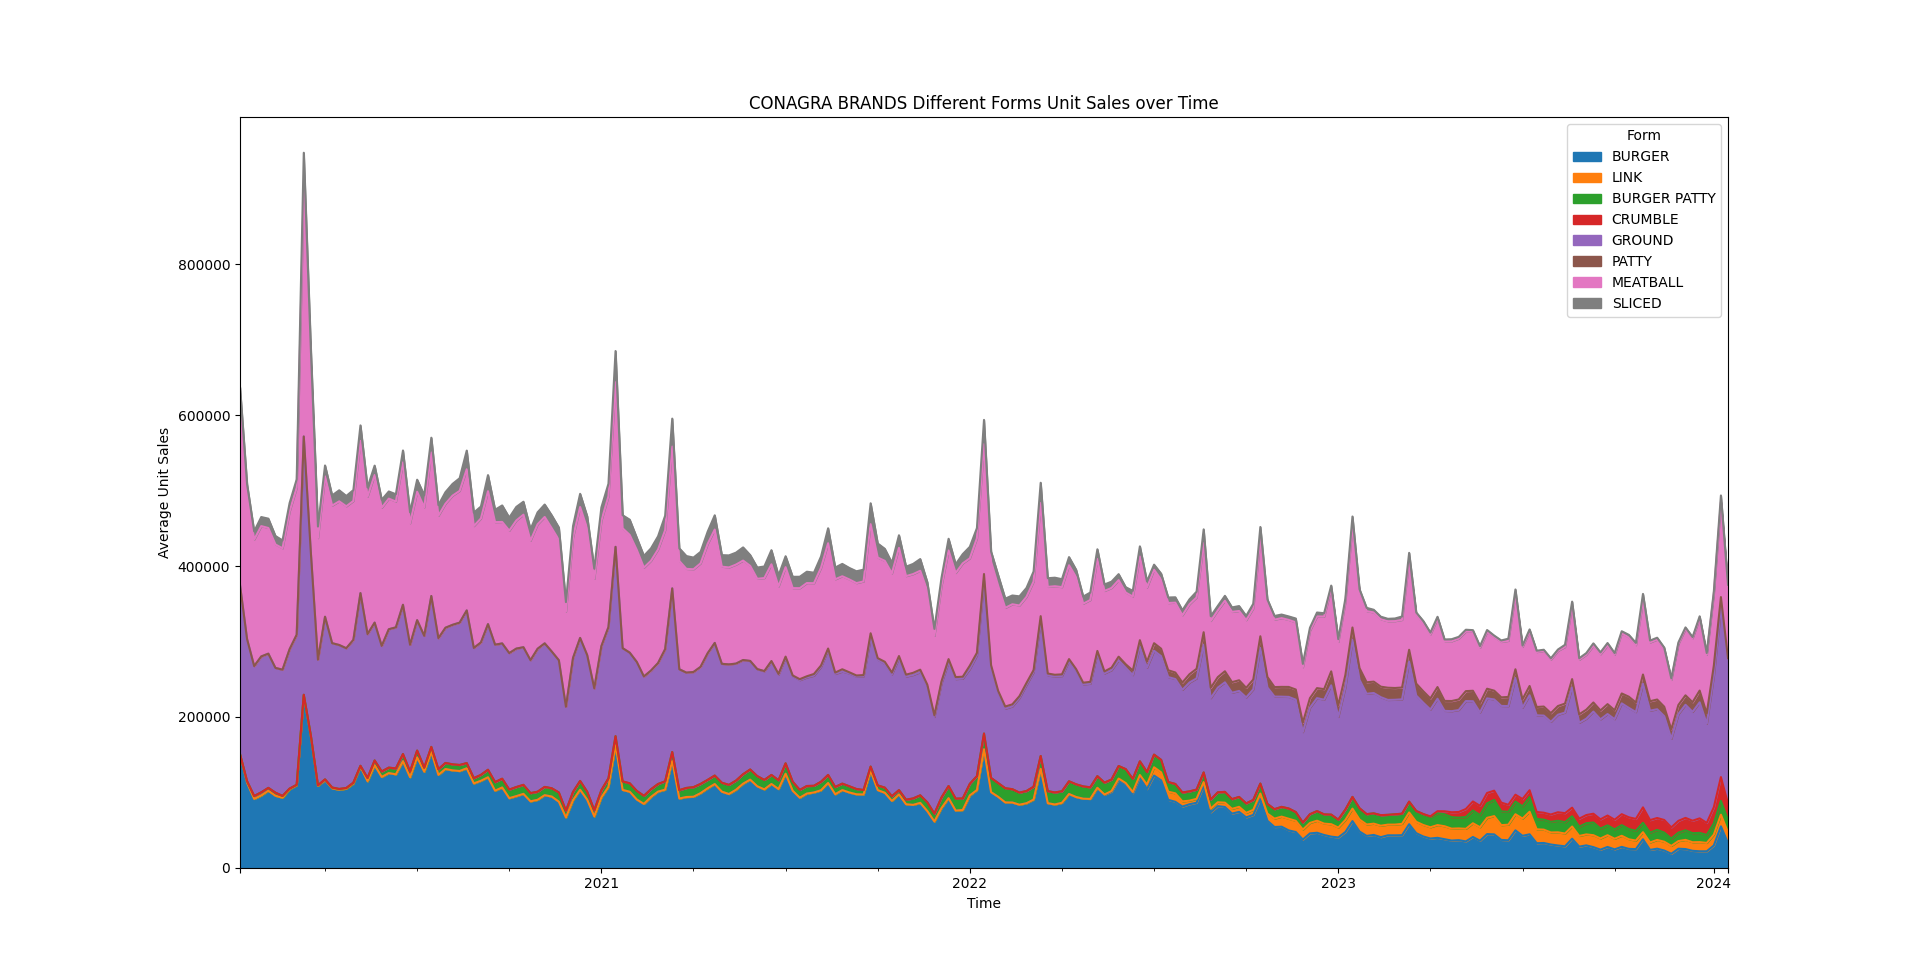 CONAGRA BRANDS Different Forms Unit Sales over Time
Form
BURGER
LINK
BURGER PATTY
CRUMBLE
GROUND
PATTY
MEATBALL
SLICED
Average Unit Sales
800000
600000
400000
200000
0
2021
2022
2023
2024
Time